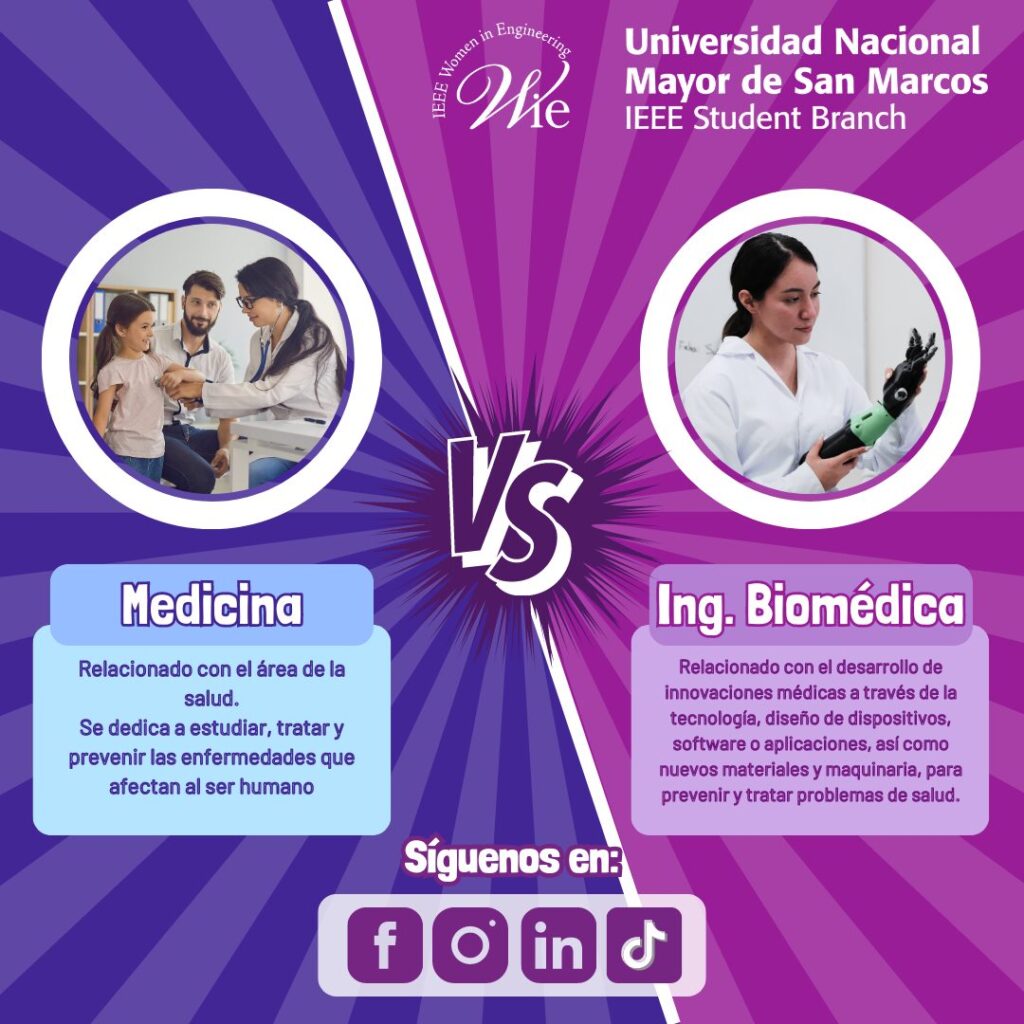 IEEE Women in Engineering
Wie
Universidad Nacional
Mayor de San Marcos
IEEE Student Branch
VS
Medicina
Relacionado con el área de la
salud.
Se dedica a estudiar, tratar y
prevenir las enfermedades que
afectan al ser humano
Ing. Biomédica
Relacionado con el desarrollo de
innovaciones médicas a través de la
tecnología, diseño de dispositivos,
software o aplicaciones, así como
nuevos materiales y maquinaria, para
prevenir y tratar problemas de salud.
Síguenos en:
f
in